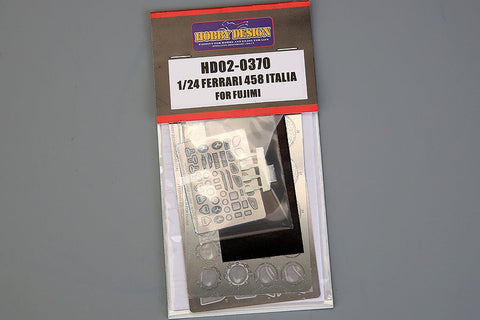 HOBBY DESIGN
HD02-0370
1/24 FERRARI 458 ITALIA
FOR FUJIMI